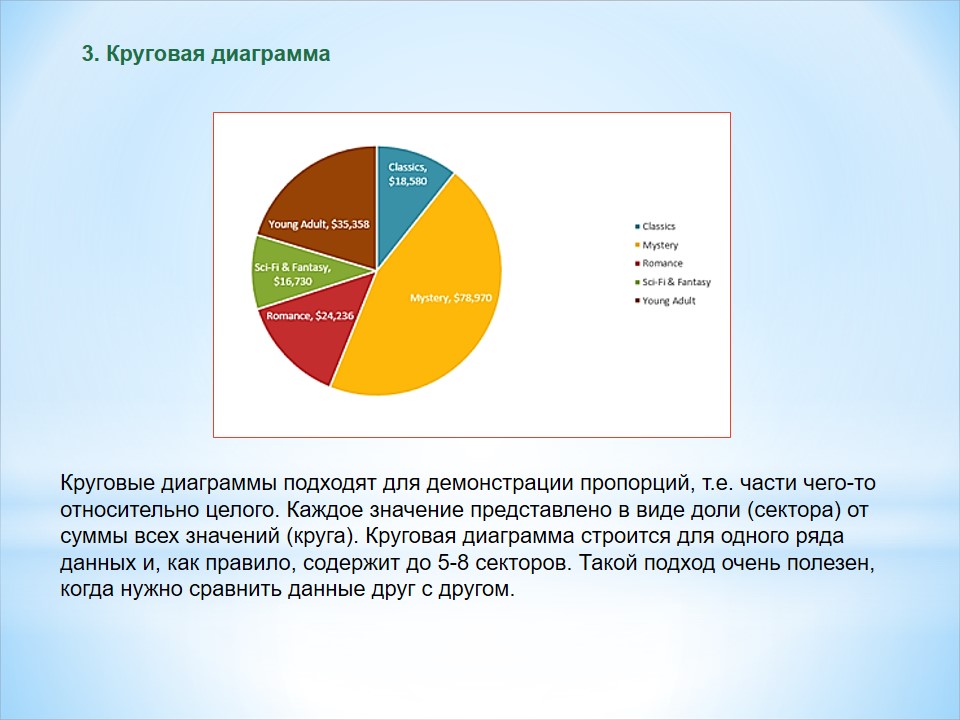 3. Круговая диаграмма
Classics,
$18,580
Young Adult, $35,358
Sci-Fi & Fantasy,
$16,730
Mystery, $78,970
Romance, $24,236
Classics
Mystery
Romance
Sci-Fi & Fantasy
Young Adult
Круговые диаграммы подходят для демонстрации пропорций, т.е. части чего-то
относительно целого. Каждое значение представлено в виде доли (сектора) от
суммы всех значений (круга). Круговая диаграмма строится для одного ряда
данных и, как правило, содержит до 5-8 секторов. Такой подход очень полезен,
когда нужно сравнить данные друг с другом.